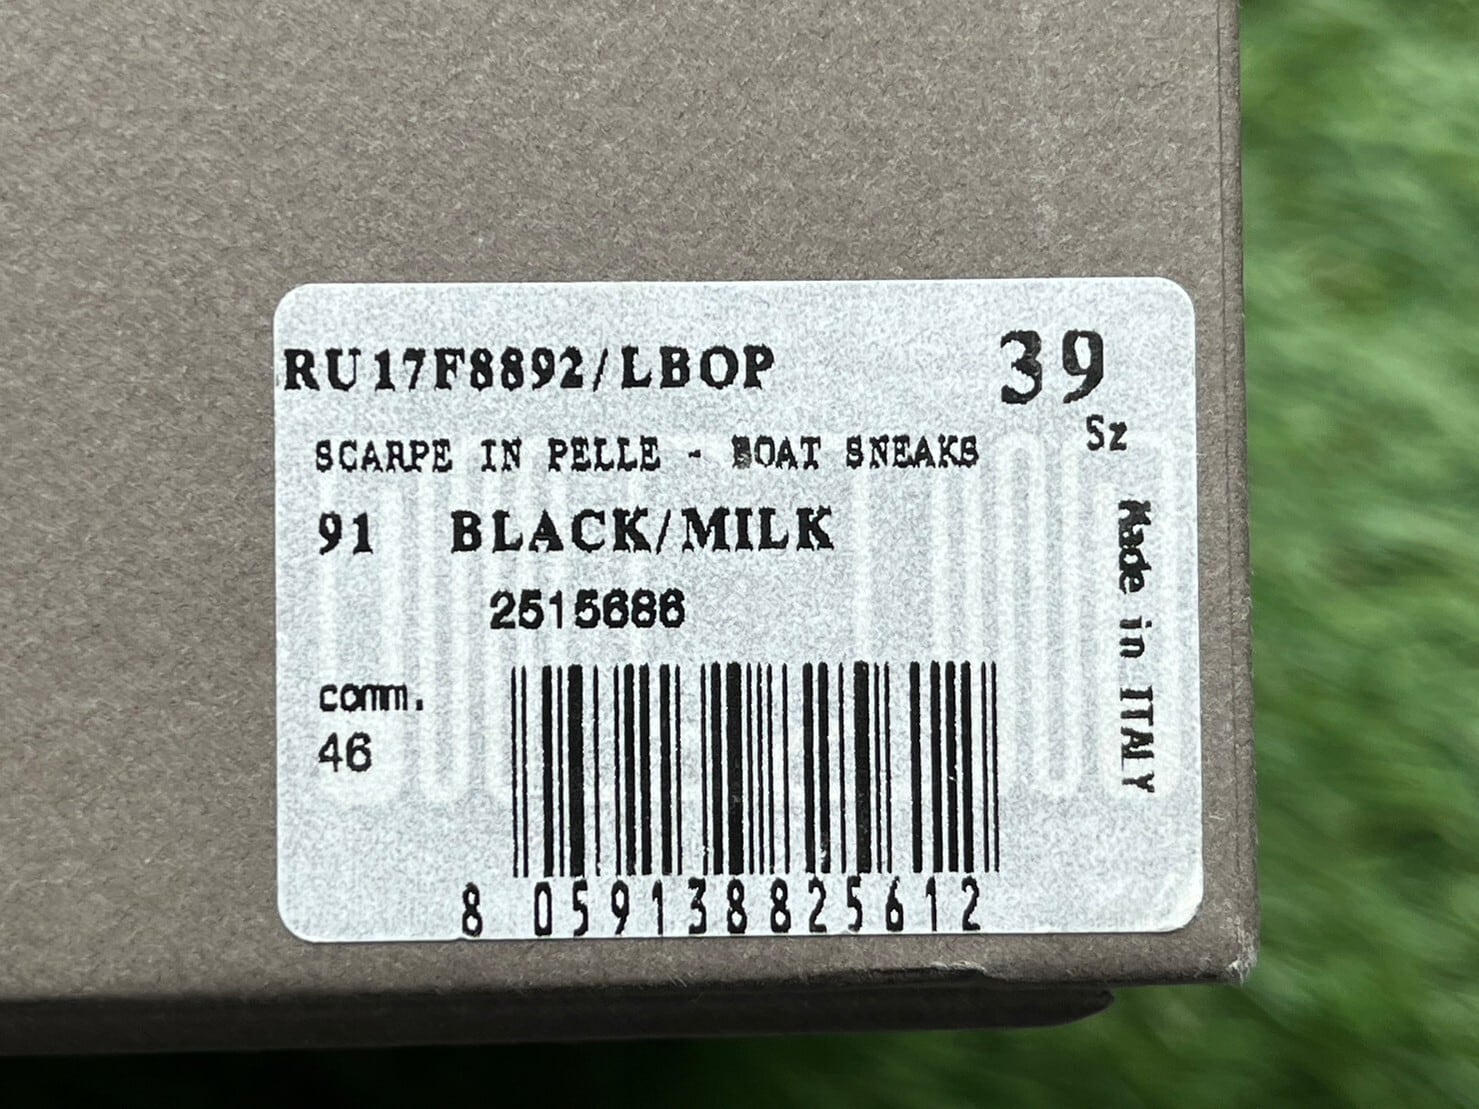 RU17F8892/LBOP
39
Sz
SCARPE IN PELLE - BOAT SNEAKS
91 BLACK/MILK
2515686
comm.
46
8 059138825612
Made in ITALY